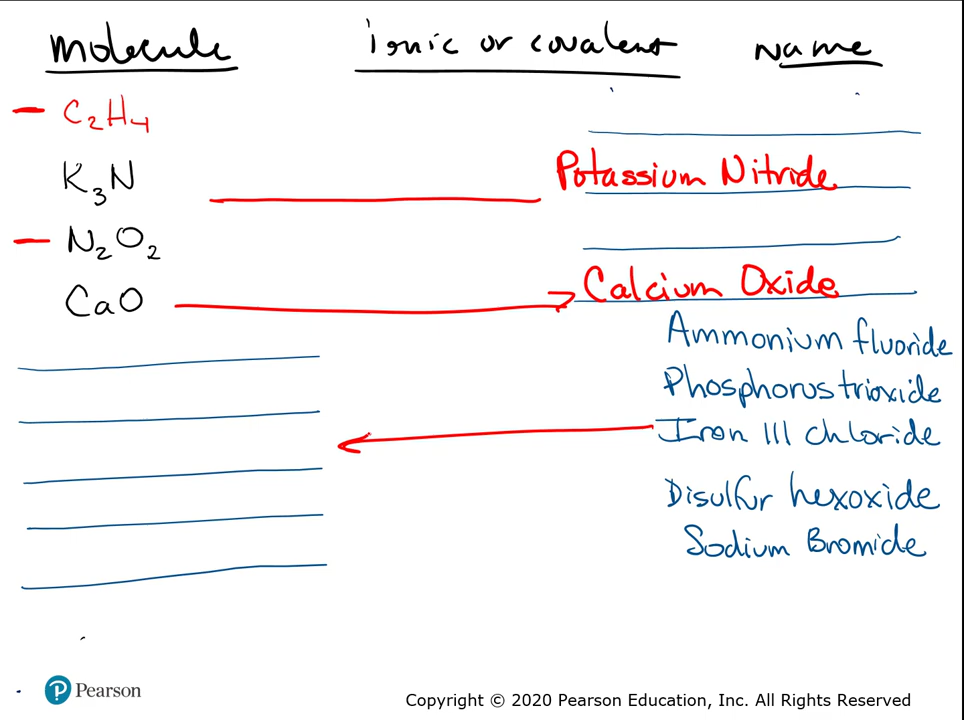 molecule ionic or covalent Name
- C₂H₄
K₃N Potassium Nitride
- N₂O₂
CaO Calcium Oxide
Ammonium fluoride
Phosphorus trioxide
Iron III chloride
Disulfur hexoxide
Sodium Bromide
P Pearson
Copyright © 2020 Pearson Education, Inc. All Rights Reserved